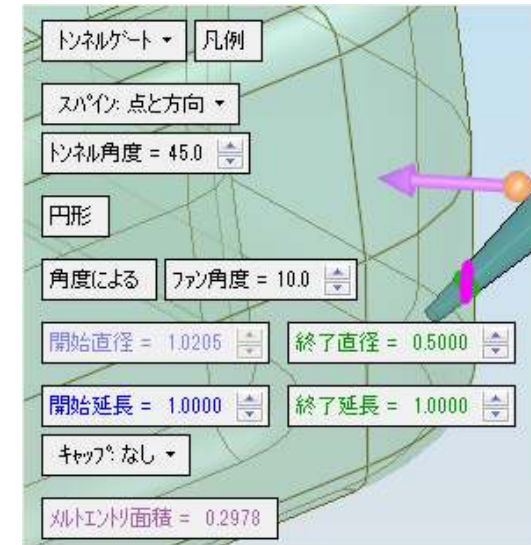 トンネルゲート 凡例
スパイン: 点と方向
トンネル角度 = 45.0
円形
角度による ファン角度 = 10.0
開始直径 = 1.0205 終了直径 = 0.5000
開始延長 = 1.0000 終了延長 = 1.0000
キャップ: なし
メルトエントリ面積 = 0.2978